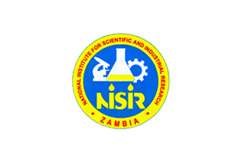 NATIONAL INSTITUTE FOR SCIENTIFIC AND INDUSTRIAL RESEARCH
NISIR
• ZAMBIA •